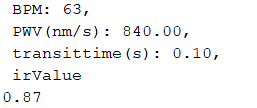 BPM: 63,
PWV(nm/s): 840.00,
transittime(s): 0.10,
irValue
0.87